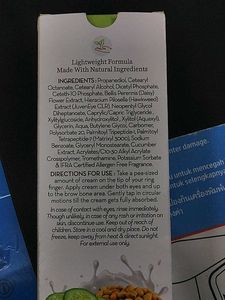 Lightweight Formula
Made With Natural Ingredients
INGREDIENTS: Propanediol, Cetearyl
Octanoate, Cetearyl Alcohol, Dicetyl Phosphate,
Ceteth-10 Phosphate, Bellis Perennis (Daisy)
Flower Extract, Hieracium Pilosella (Hawkweed)
Extract (JuvenEye CLR), Neopentyl Glycol
Diheptanoate, Caprylic/Capric Triglyceride,
Xylitylglucoside, Anhydroxylitol, Xylitol (Aquaxyl),
Glycerin, Aqua, Butylene Glycol, Carbomer,
Polysorbate 20, Palmitoyl Tripeptide-1, Palmitoyl
Tetrapeptide-7 (Matrixyl 3000), Sodium
Benzoate, Glyceryl Monostearate, Cucumber
Extract, Acrylates/C10-30 Alkyl Acrylate
Crosspolymer, Tromethamine, Potassium Sorbate
& IFRA Certified Allergen Free Fragrance.
DIRECTIONS FOR USE : Take a pea-sized
amount of cream on the tip of your ring
finger. Apply cream under both eyes and up
to the brow bone area. Gently tap in circular
motions till the cream gets fully absorbed.
In case of contact with eyes, rinse immediately.
Though unlikely, in case of any rash or irritation on
skin, discontinue use. Keep out of reach of
children. Store in a cool and dry place. Do not
freeze, keep away from heat & direct sunlight.
For external use only.
damage.
untuk mencegah
untuk selengkapnya